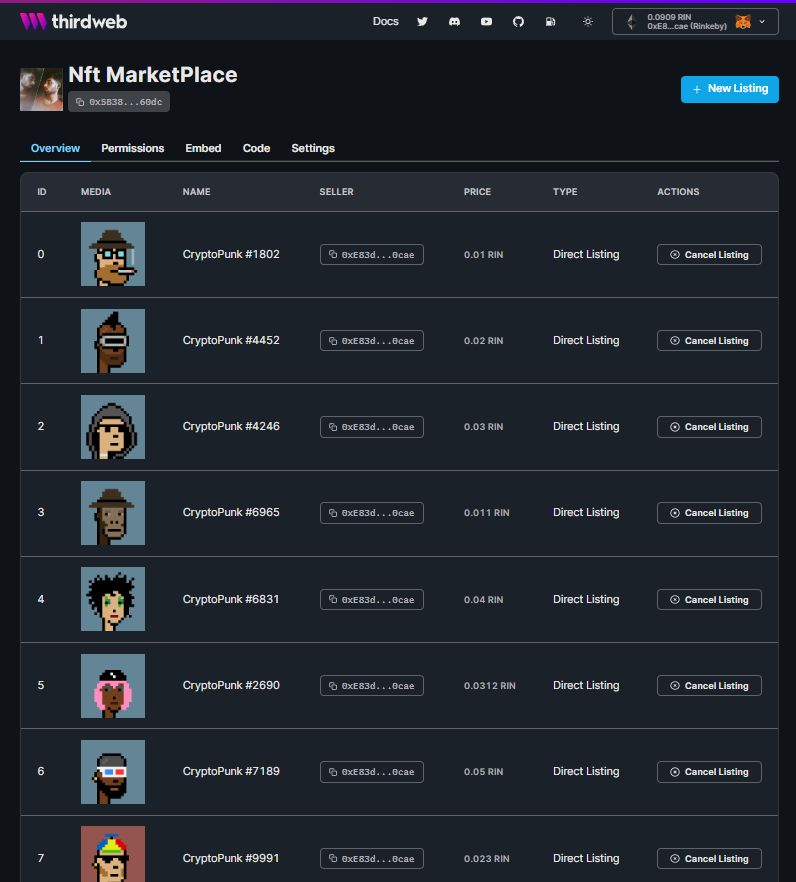 thirdweb Docs 0.0909 RIN
0xE8...cae (Rinkeby)
Nft MarketPlace
0x5838...60dc
+ New Listing
Overview Permissions Embed Code Settings
ID MEDIA NAME SELLER PRICE TYPE ACTIONS
0 CryptoPunk #1802 0xE83d...0cae 0.01 RIN Direct Listing Cancel Listing
1 CryptoPunk #4452 0xE83d...0cae 0.02 RIN Direct Listing Cancel Listing
2 CryptoPunk #4246 0xE83d...0cae 0.03 RIN Direct Listing Cancel Listing
3 CryptoPunk #6965 0xE83d...0cae 0.011 RIN Direct Listing Cancel Listing
4 CryptoPunk #6831 0xE83d...0cae 0.04 RIN Direct Listing Cancel Listing
5 CryptoPunk #2690 0xE83d...0cae 0.0312 RIN Direct Listing Cancel Listing
6 CryptoPunk #7189 0xE83d...0cae 0.05 RIN Direct Listing Cancel Listing
7 CryptoPunk #9991 0xE83d...0cae 0.023 RIN Direct Listing Cancel Listing